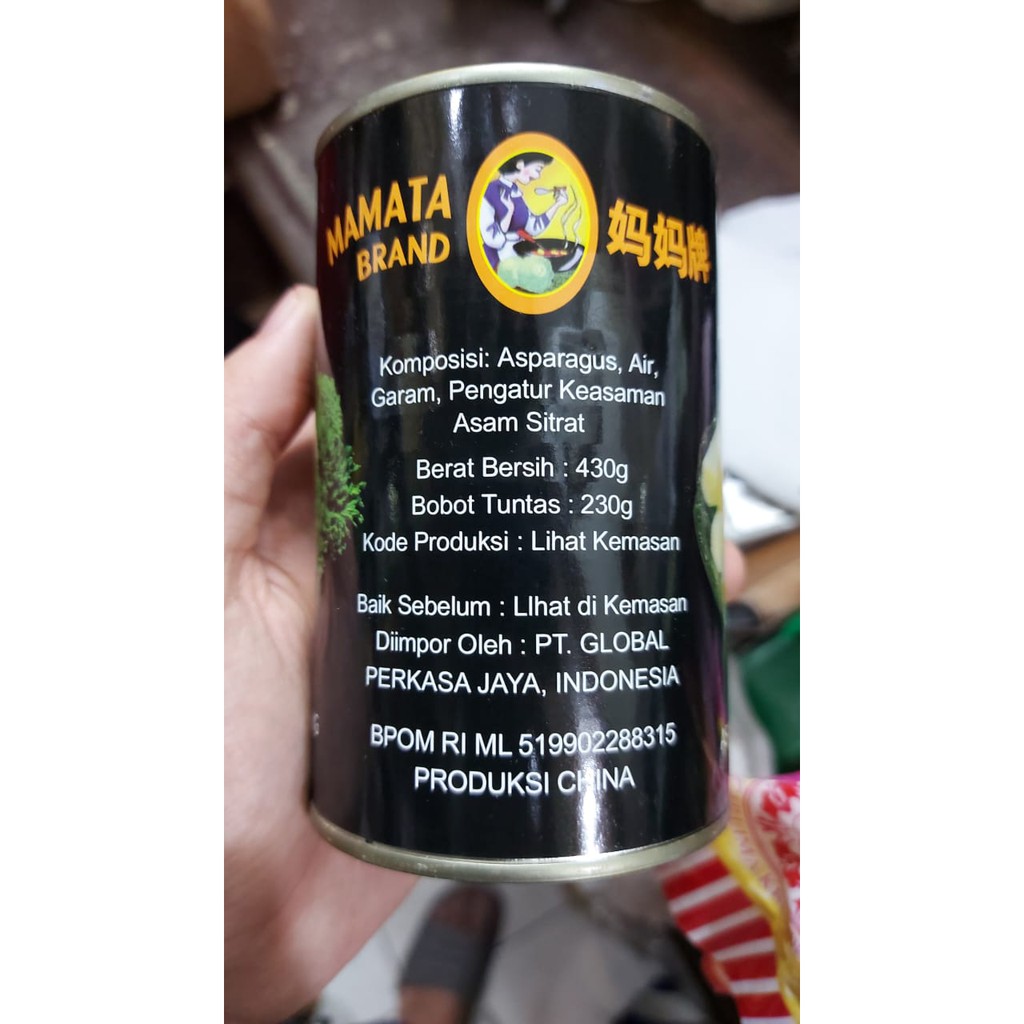 MAMATA
BRAND
妈妈牌
Komposisi: Asparagus, Air,
Garam, Pengatur Keasaman
Asam Sitrat
Berat Bersih : 430g
Bobot Tuntas : 230g
Kode Produksi : Lihat Kemasan
Baik Sebelum : LIhat di Kemasan
Diimpor Oleh : PT. GLOBAL
PERKASA JAYA, INDONESIA
BPOM RI ML 519902288315
PRODUKSI CHINA